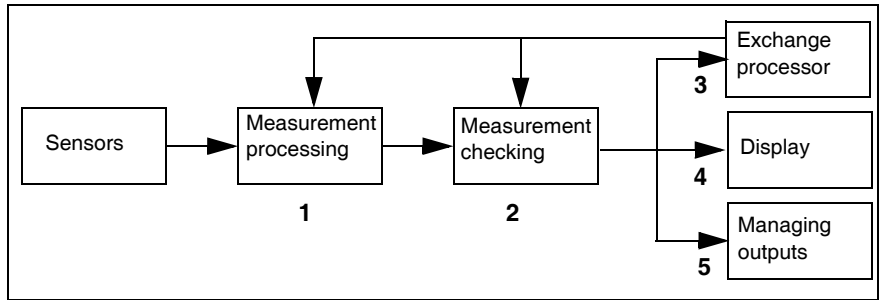 Exchange
processor
3
Sensors
Measurement
processing
1
Measurement
checking
2
Display
4
Managing
outputs
5